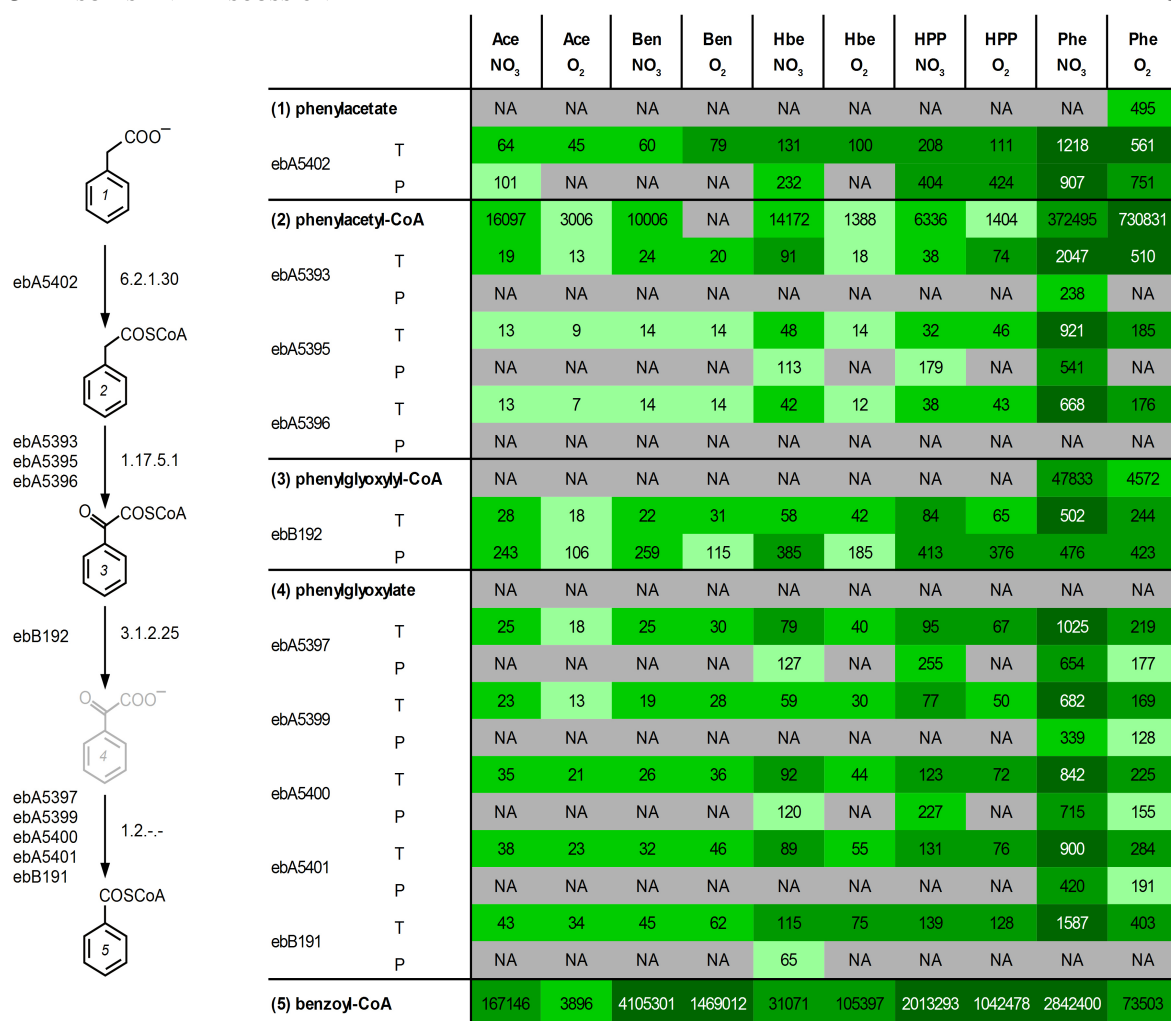 Ace Ace Ben Ben Hbe Hbe HPP HPP Phe Phe
NO3 O2 NO3 O2 NO3 O2 NO3 O2 NO3 O2
(1) phenylacetate NA NA NA NA NA NA NA NA NA 495
ebA5402 T 64 45 60 79 131 100 208 111 1218 561
P 101 NA NA NA 232 NA 404 424 907 751
(2) phenylacetyl-CoA 16097 3006 10006 NA 14172 1388 6336 1404 372495 730831
ebA5393 T 19 13 24 20 91 18 38 74 2047 510
P NA NA NA NA NA NA NA NA 238 NA
ebA5395 T 13 9 14 14 48 14 32 46 921 185
P NA NA NA NA 113 NA 179 NA 541 NA
ebA5396 T 13 7 14 14 42 12 38 43 668 176
P NA NA NA NA NA NA NA NA NA NA
(3) phenylglyoxylyl-CoA NA NA NA NA NA NA NA NA 47833 4572
ebB192 T 28 18 22 31 58 42 84 65 502 244
P 243 106 259 115 385 185 413 376 476 423
(4) phenylglyoxylate NA NA NA NA NA NA NA NA NA NA
ebA5397 T 25 18 25 30 79 40 95 67 1025 219
P NA NA NA NA 127 NA 255 NA 654 177
ebA5399 T 23 13 19 28 59 30 77 50 682 169
P NA NA NA NA NA NA NA NA 339 128
ebA5400 T 35 21 26 36 92 44 123 72 842 225
P NA NA NA NA 120 NA 227 NA 715 155
ebA5401 T 38 23 32 46 89 55 131 76 900 284
P NA NA NA NA NA NA NA NA 420 191
ebB191 T 43 34 45 62 115 75 139 128 1587 403
P NA NA NA NA 65 NA NA NA NA NA
(5) benzoyl-CoA 167146 3896 4105301 1469012 31071 105397 2013293 1042478 2842400 73503
COO−
1
ebA5402 6.2.1.30
COSCoA
2
ebA5393
ebA5395 1.17.5.1
ebA5396
O COSCoA
3
ebB192 3.1.2.25
O COO−
4
ebA5397
ebA5399
ebA5400 1.2.-.-
ebA5401
ebB191
COSCoA
5